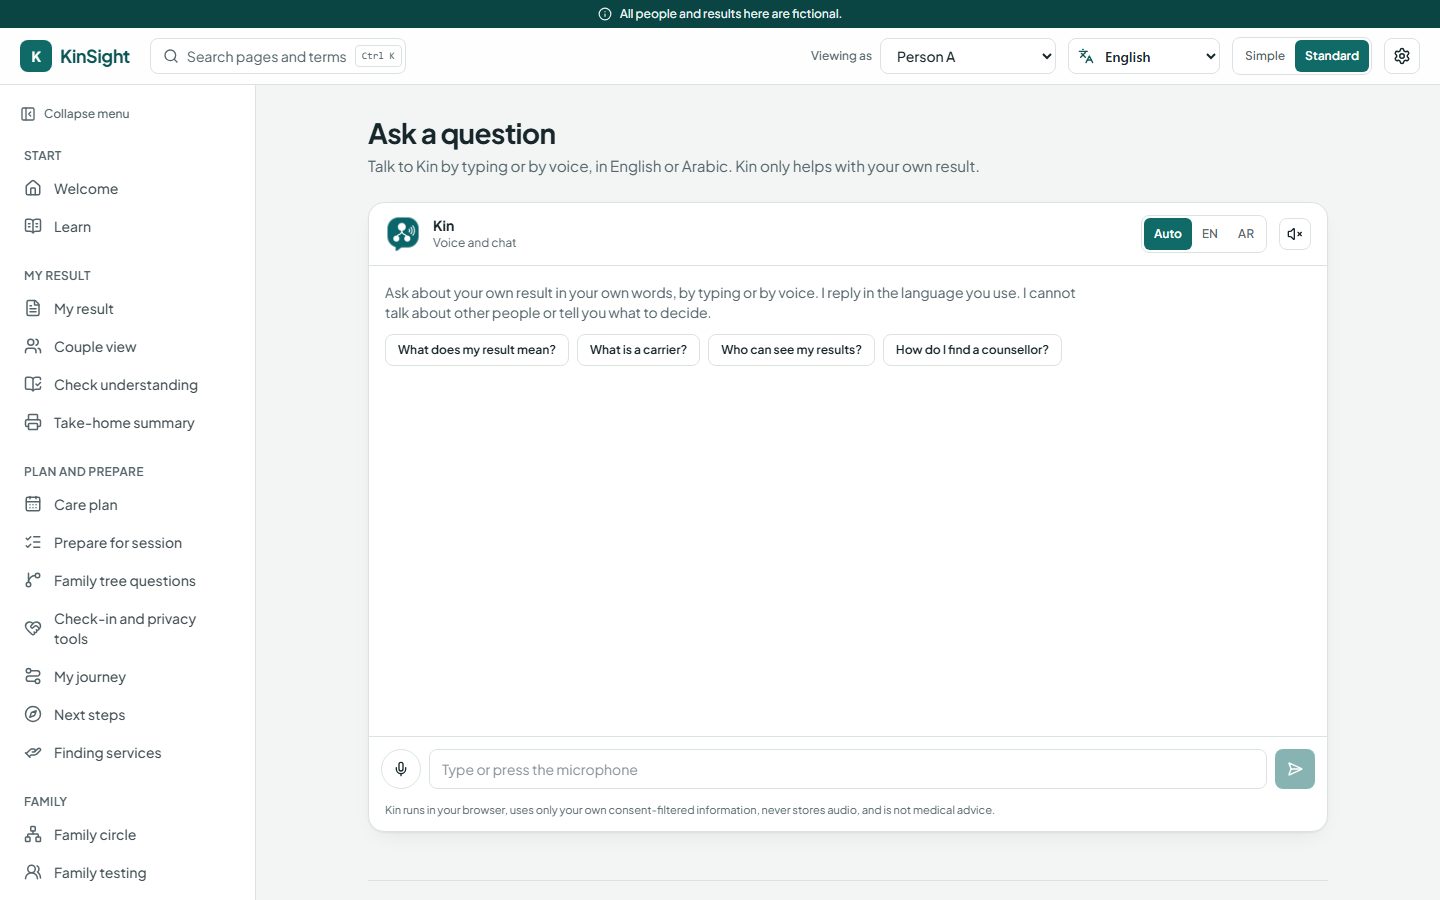 All people and results here are fictional.
K KinSight
Search pages and terms Ctrl K
Viewing as Person A English Simple Standard
Collapse menu
START
Welcome
Learn
MY RESULT
My result
Couple view
Check understanding
Take-home summary
PLAN AND PREPARE
Care plan
Prepare for session
Family tree questions
Check-in and privacy
tools
My journey
Next steps
Finding services
FAMILY
Family circle
Family testing
Ask a question
Talk to Kin by typing or by voice, in English or Arabic. Kin only helps with your own result.
Kin
Voice and chat
Auto EN AR
Ask about your own result in your own words, by typing or by voice. I reply in the language you use. I cannot
talk about other people or tell you what to decide.
What does my result mean? What is a carrier? Who can see my results? How do I find a counsellor?
Type or press the microphone
Kin runs in your browser, uses only your own consent-filtered information, never stores audio, and is not medical advice.